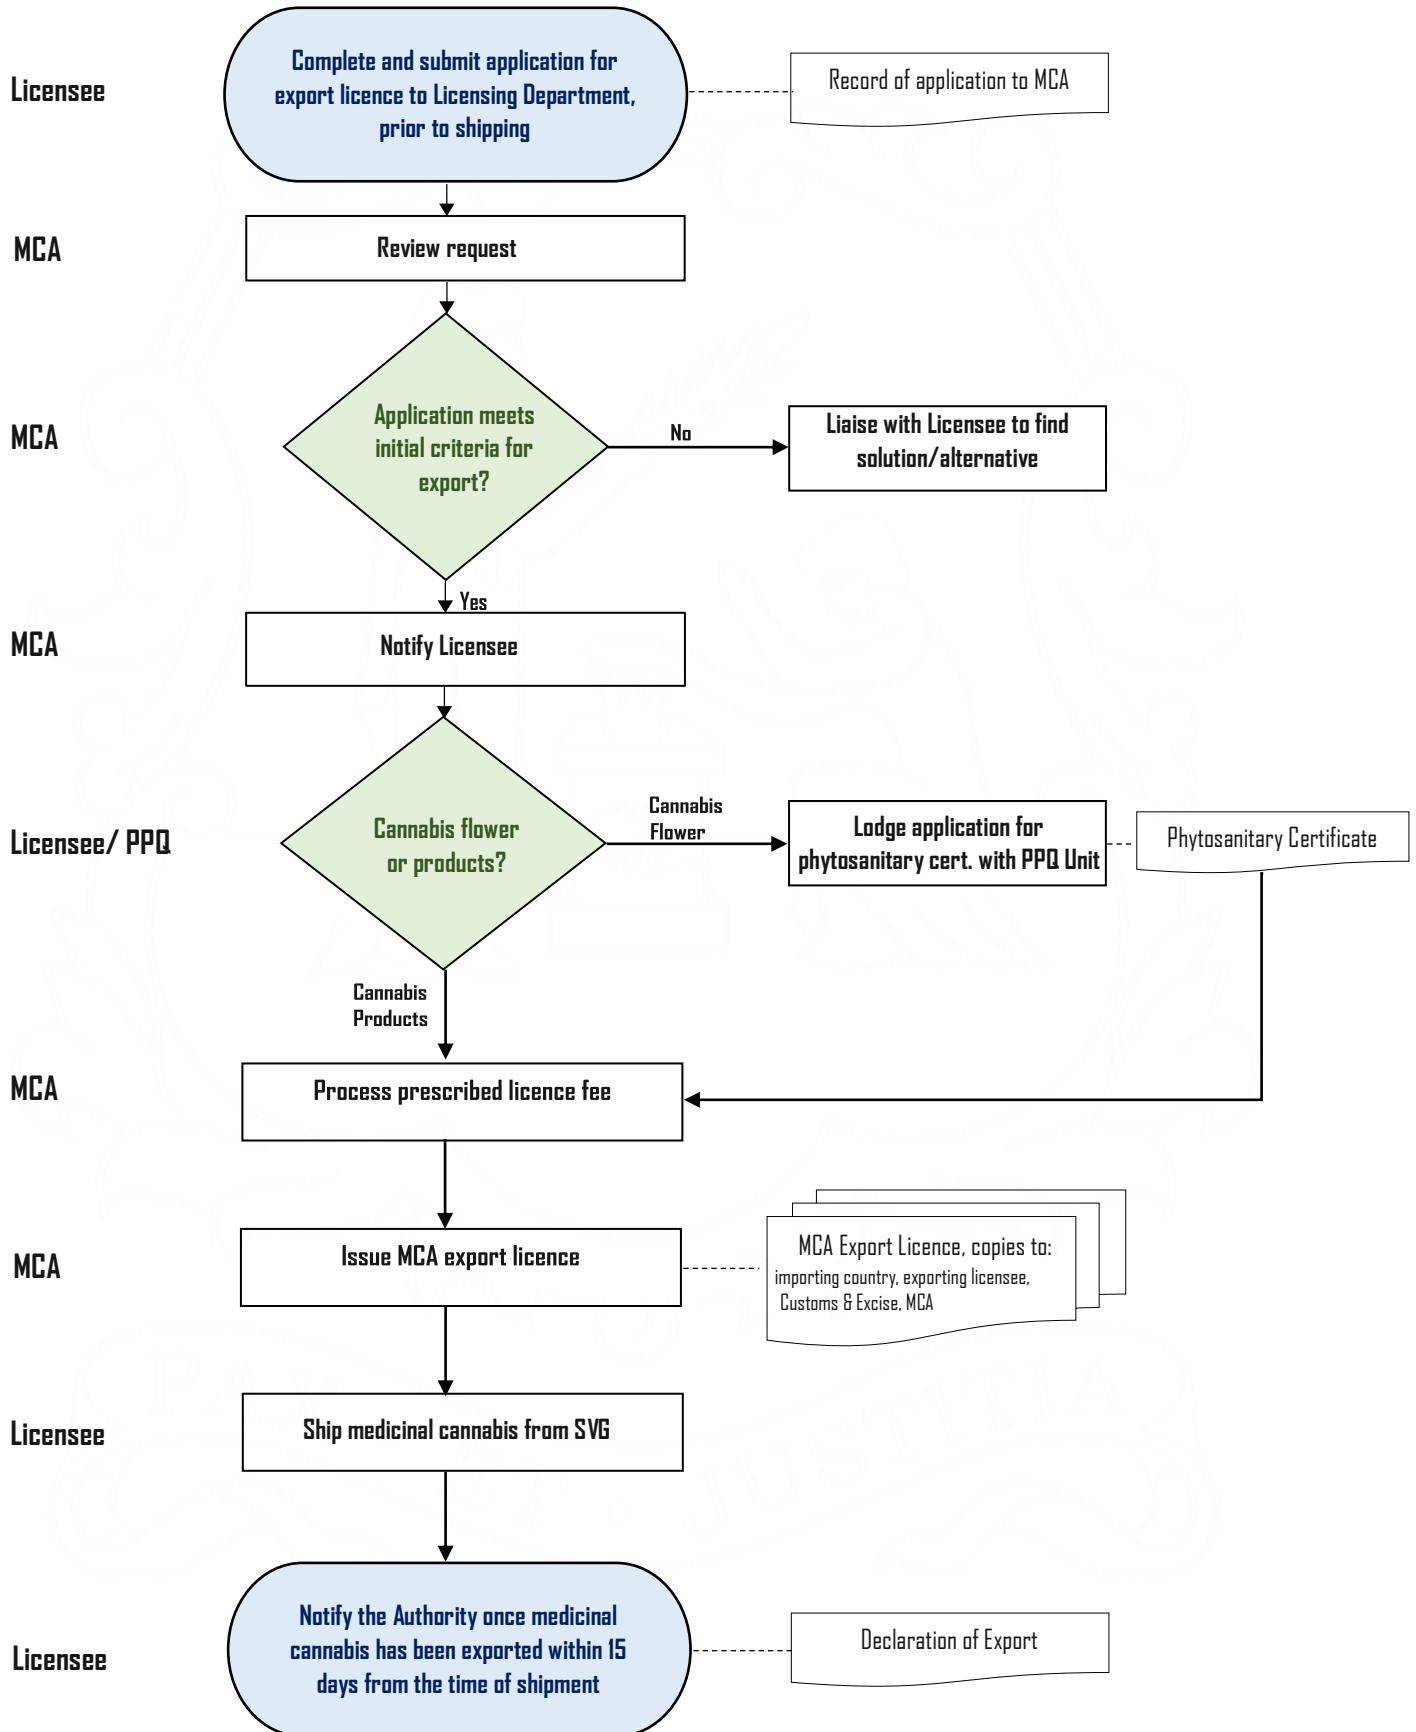 Licensee
Complete and submit application for
export licence to Licensing Department,
prior to shipping
Record of application to MCA
MCA
Review request
MCA
Application meets
initial criteria for
export?
No
Liaise with Licensee to find
solution/alternative
Yes
MCA
Notify Licensee
Licensee/ PPQ
Cannabis flower
or products?
Cannabis
Flower
Lodge application for
phytosanitary cert. with PPQ Unit
Phytosanitary Certificate
Cannabis
Products
MCA
Process prescribed licence fee
MCA
Issue MCA export licence
MCA Export Licence, copies to:
importing country, exporting licensee,
Customs & Excise, MCA
Licensee
Ship medicinal cannabis from SVG
JUSTITIA
Licensee
Notify the Authority once medicinal
cannabis has been exported within 15
days from the time of shipment
Declaration of Export